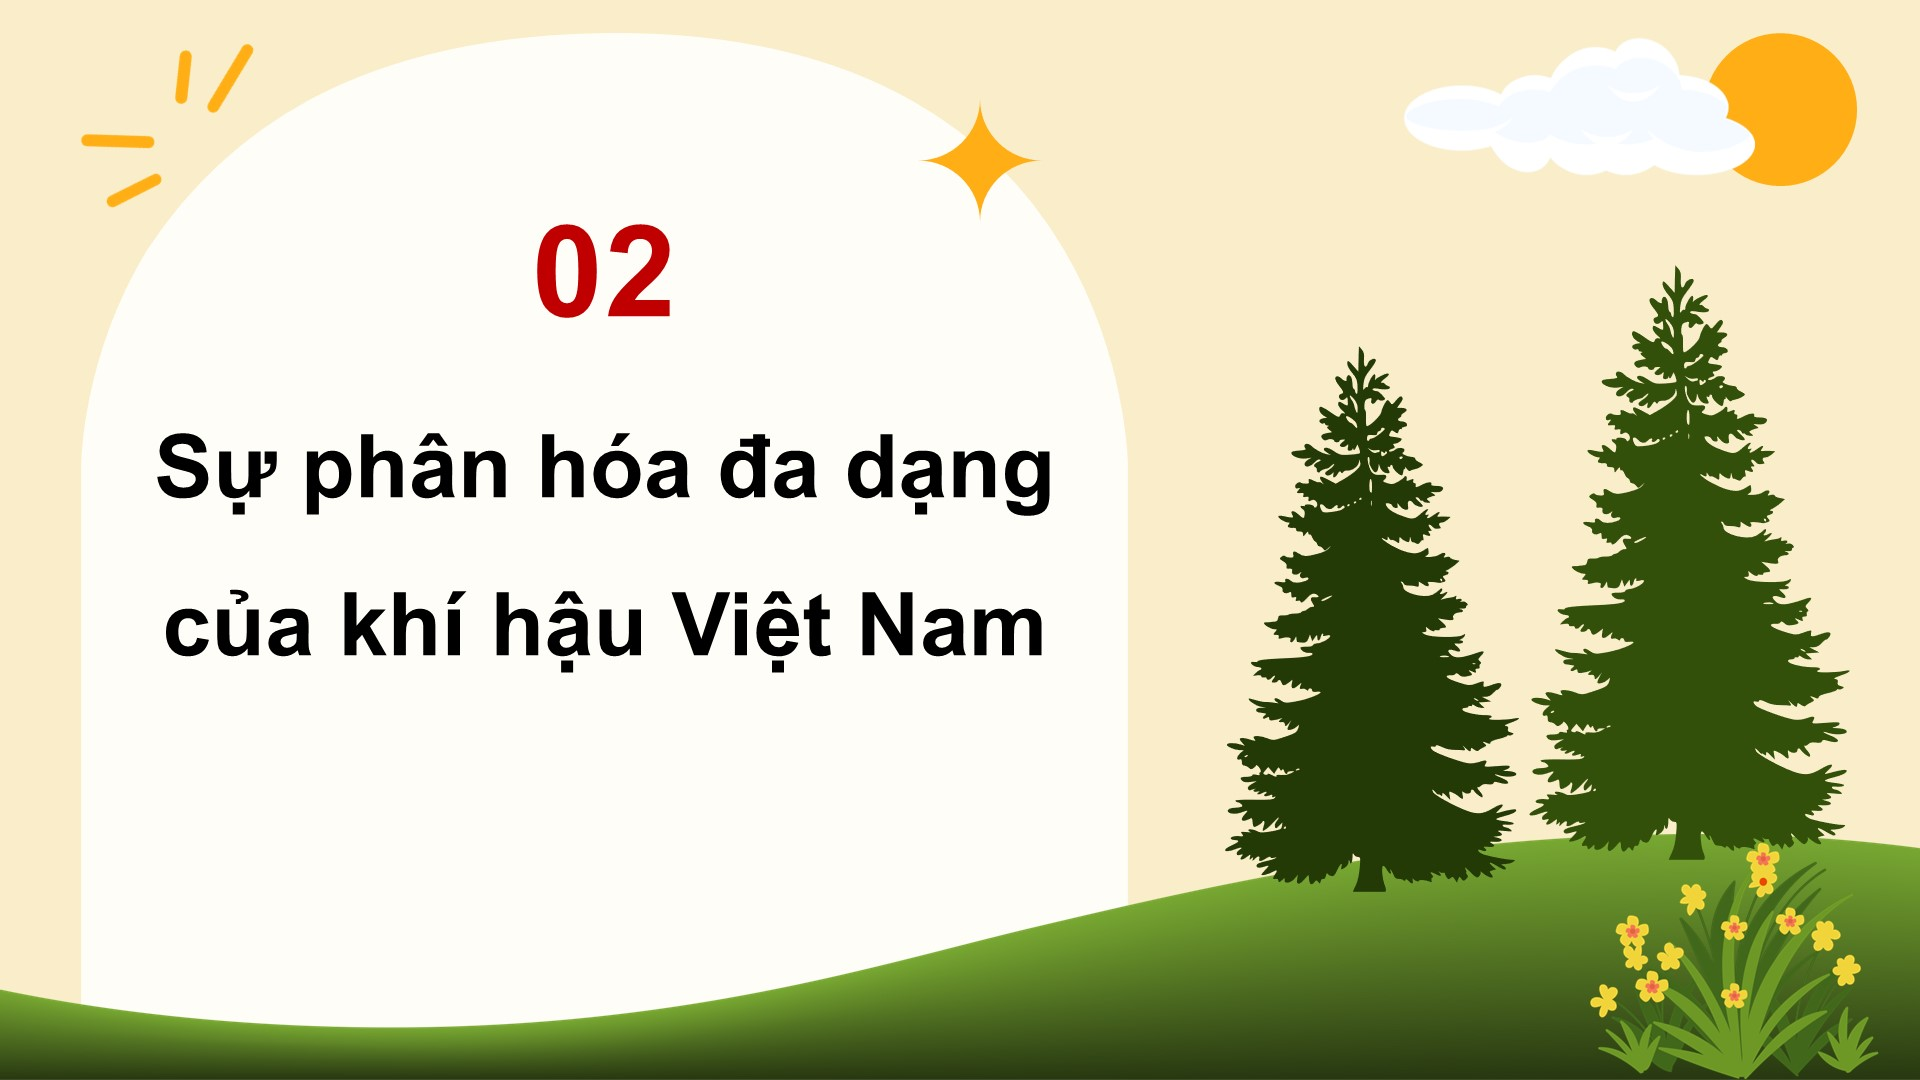 02
Sự phân hóa đa dạng
của khí hậu Việt Nam